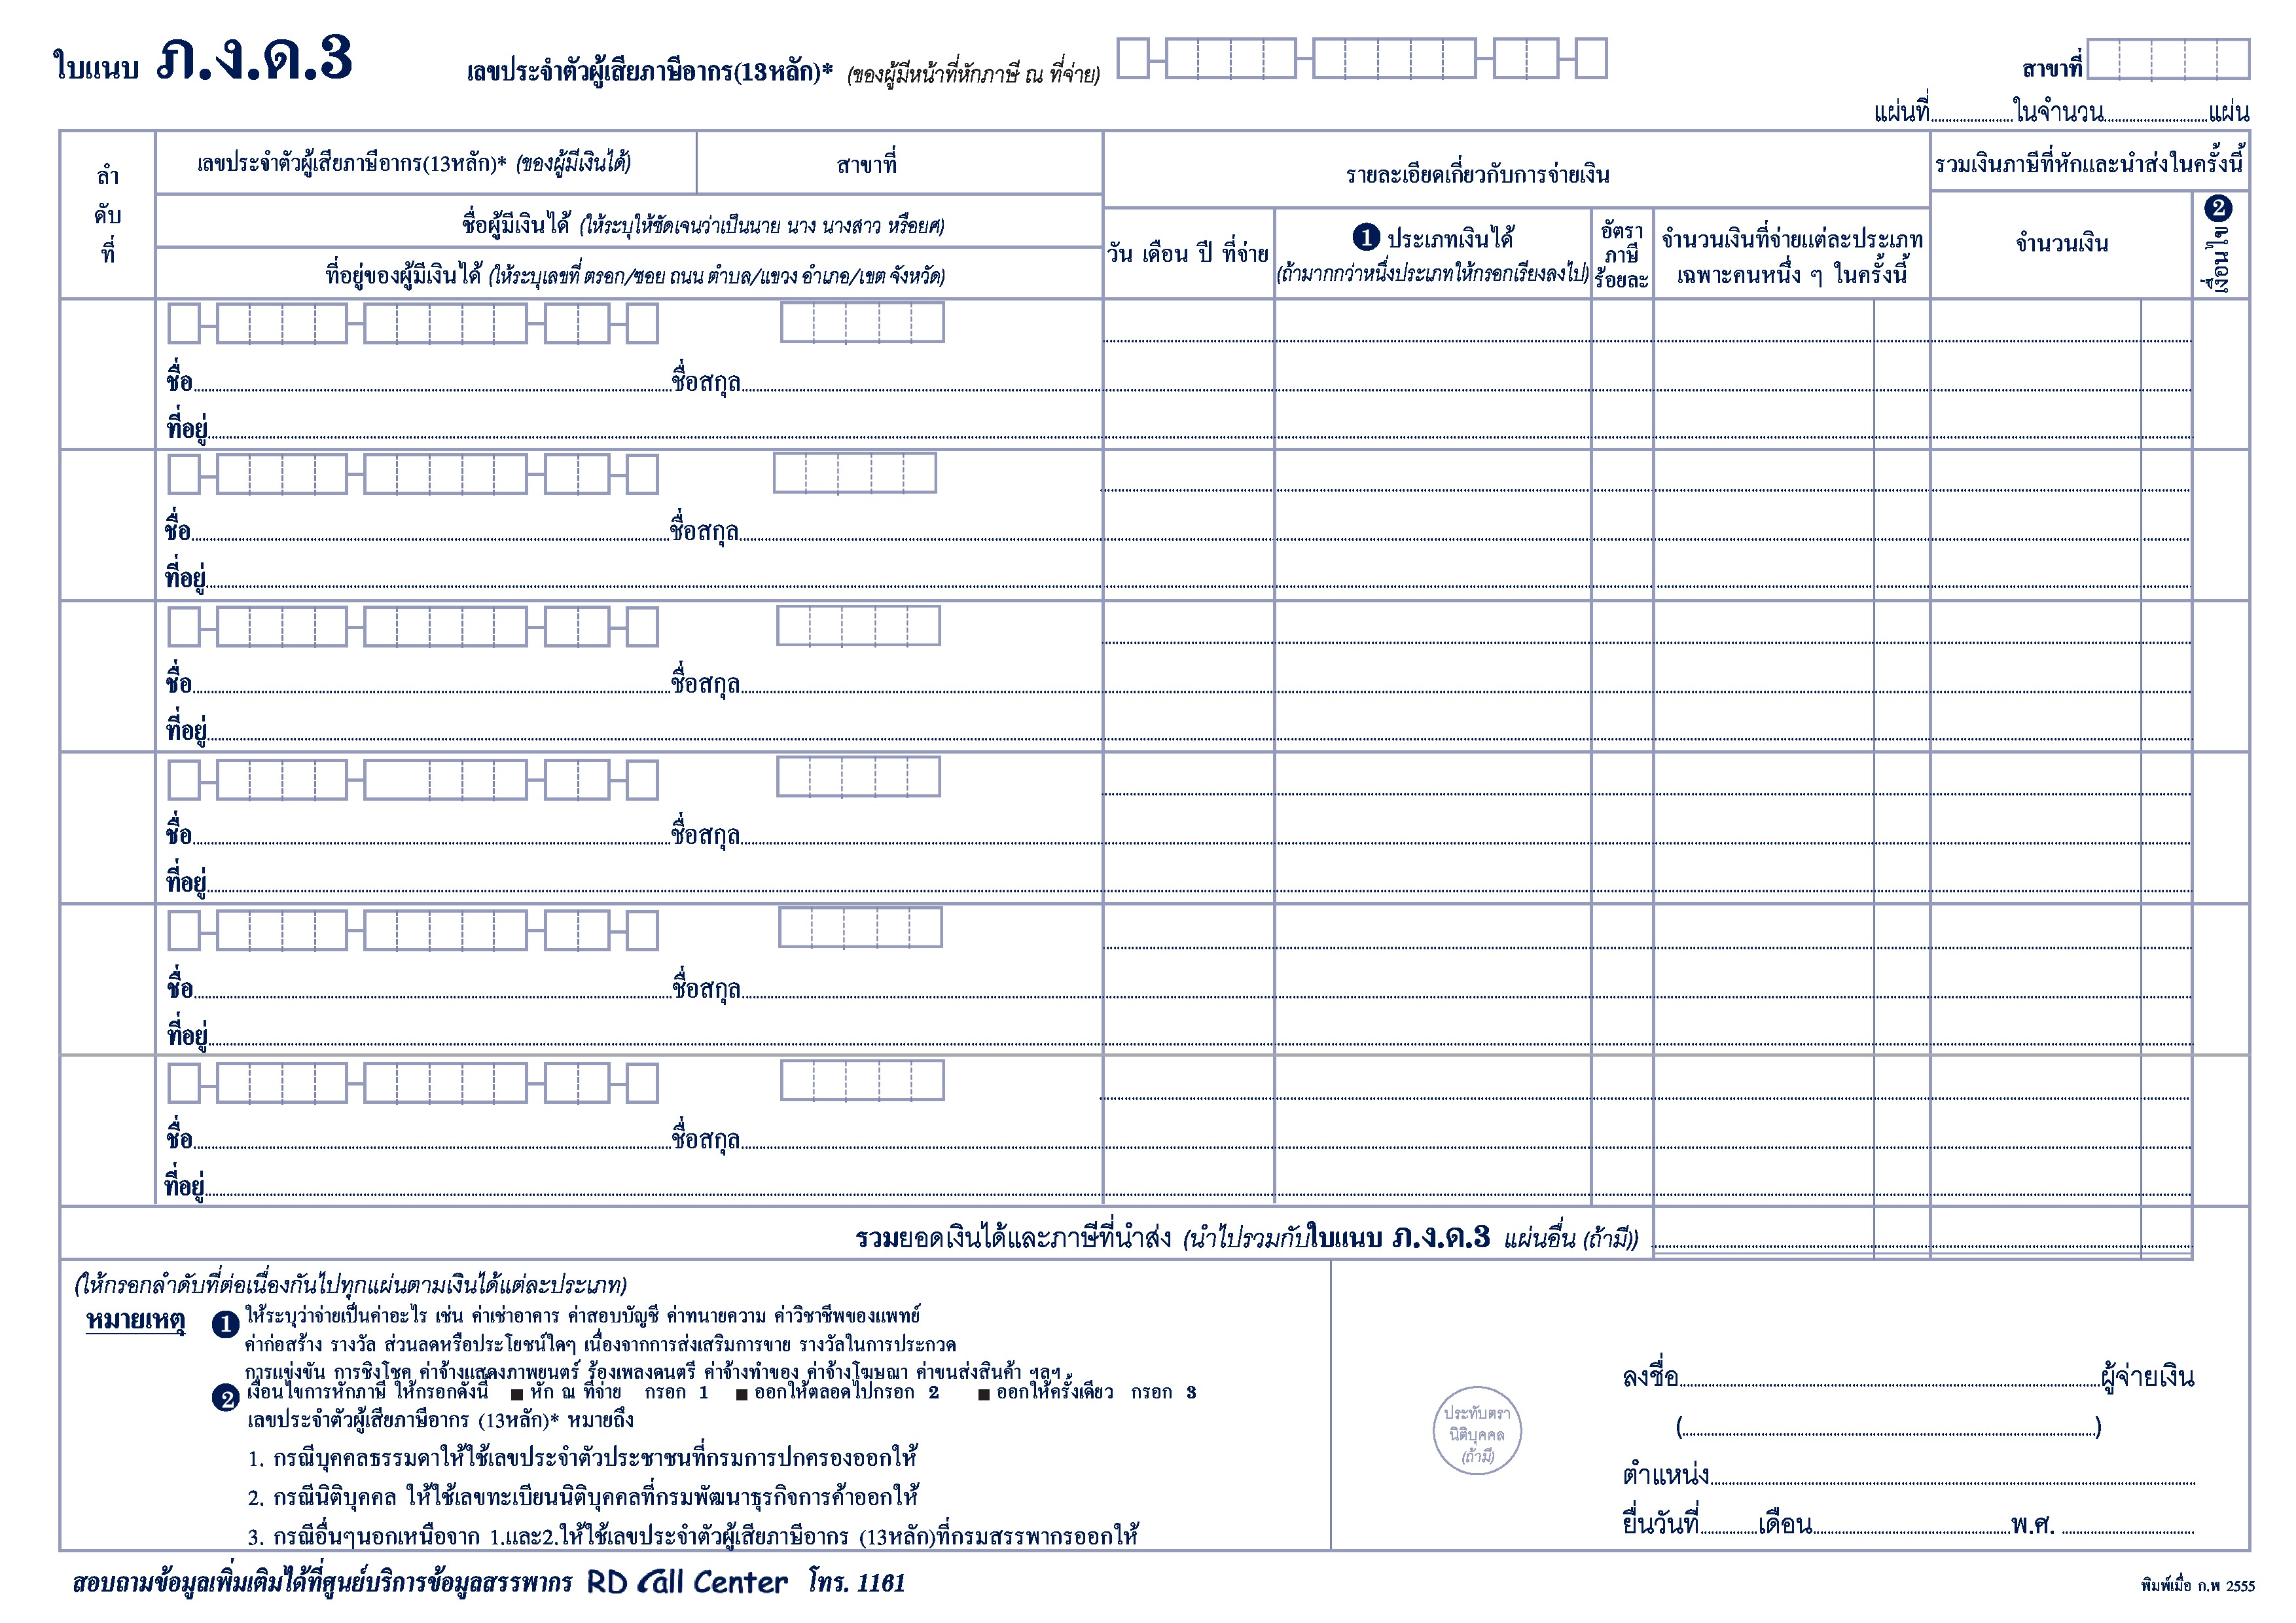 ใบแนบ ภ.ง.ด.3
เลขประจำตัวผู้เสียภาษีอากร(13หลัก)* (ของผู้มีหน้าที่หักภาษี ณ ที่จ่าย)
สาขาที่
แผ่นที่..............ในจำนวน..............แผ่น
ลำ
ดับ
ที่
เลขประจำตัวผู้เสียภาษีอากร(13หลัก)* (ของผู้มีเงินได้)
สาขาที่
ชื่อผู้มีเงินได้ (ให้ระบุให้ชัดเจนว่าเป็นนาย นาง นางสาว หรือยศ)
ที่อยู่ของผู้มีเงินได้ (ให้ระบุเลขที่ ตรอก/ซอย ถนน ตำบล/แขวง อำเภอ/เขต จังหวัด)
รายละเอียดเกี่ยวกับการจ่ายเงิน
วัน เดือน ปี ที่จ่าย
1 ประเภทเงินได้
(ถ้ามากกว่าหนึ่งประเภทให้กรอกเรียงลงไป)
อัตรา
ภาษี
ร้อยละ
จำนวนเงินที่จ่ายแต่ละประเภท
เฉพาะคนหนึ่ง ๆ ในครั้งนี้
รวมเงินภาษีที่หักและนำส่งในครั้งนี้
จำนวนเงิน
2 เงื่อนไข
ชื่อ..............ชื่อสกุล..............
ที่อยู่..............
ชื่อ..............ชื่อสกุล..............
ที่อยู่..............
ชื่อ..............ชื่อสกุล..............
ที่อยู่..............
ชื่อ..............ชื่อสกุล..............
ที่อยู่..............
ชื่อ..............ชื่อสกุล..............
ที่อยู่..............
ชื่อ..............ชื่อสกุล..............
ที่อยู่..............
รวมยอดเงินได้และภาษีที่นำส่ง (นำไปรวมกับใบแนบ ภ.ง.ด.3 แผ่นอื่น (ถ้ามี))
(ให้กรอกลำดับที่ต่อเนื่องกันไปทุกแผ่นตามเงินได้แต่ละประเภท)
หมายเหตุ 1 ให้ระบุว่าจ่ายเป็นค่าอะไร เช่น ค่าเช่าอาคาร ค่าสอบบัญชี ค่าทนายความ ค่าวิชาชีพของแพทย์
ค่าก่อสร้าง รางวัล ส่วนลดหรือประโยชน์ใดๆ เนื่องจากการส่งเสริมการขาย รางวัลในการประกวด
การแข่งขัน การชิงโชค ค่าจ้างแสดงภาพยนตร์ ร้องเพลงดนตรี ค่าจ้างทำของ ค่าจ้างโฆษณา ค่าขนส่งสินค้า ฯลฯ
2 เงื่อนไขการหักภาษี ให้กรอกดังนี้ ■ หัก ณ ที่จ่าย กรอก 1 ■ ออกให้ตลอดไปกรอก 2 ■ ออกให้ครั้งเดียว กรอก 3
เลขประจำตัวผู้เสียภาษีอากร (13หลัก)* หมายถึง
1. กรณีบุคคลธรรมดาให้ใช้เลขประจำตัวประชาชนที่กรมการปกครองออกให้
2. กรณีนิติบุคคล ให้ใช้เลขทะเบียนนิติบุคคลที่กรมพัฒนาธุรกิจการค้าออกให้
3. กรณีอื่นๆนอกเหนือจาก 1.และ2.ให้ใช้เลขประจำตัวผู้เสียภาษีอากร (13หลัก)ที่กรมสรรพากรออกให้
ประทับตรา
นิติบุคคล
(ถ้ามี)
ลงชื่อ..............ผู้จ่ายเงิน
(..............)
ตำแหน่ง..............
ยื่นวันที่..............เดือน..............พ.ศ. ..............
สอบถามข้อมูลเพิ่มเติมได้ที่ศูนย์บริการข้อมูลสรรพากร RD Call Center โทร. 1161
พิมพ์เมื่อ ก.พ 2555